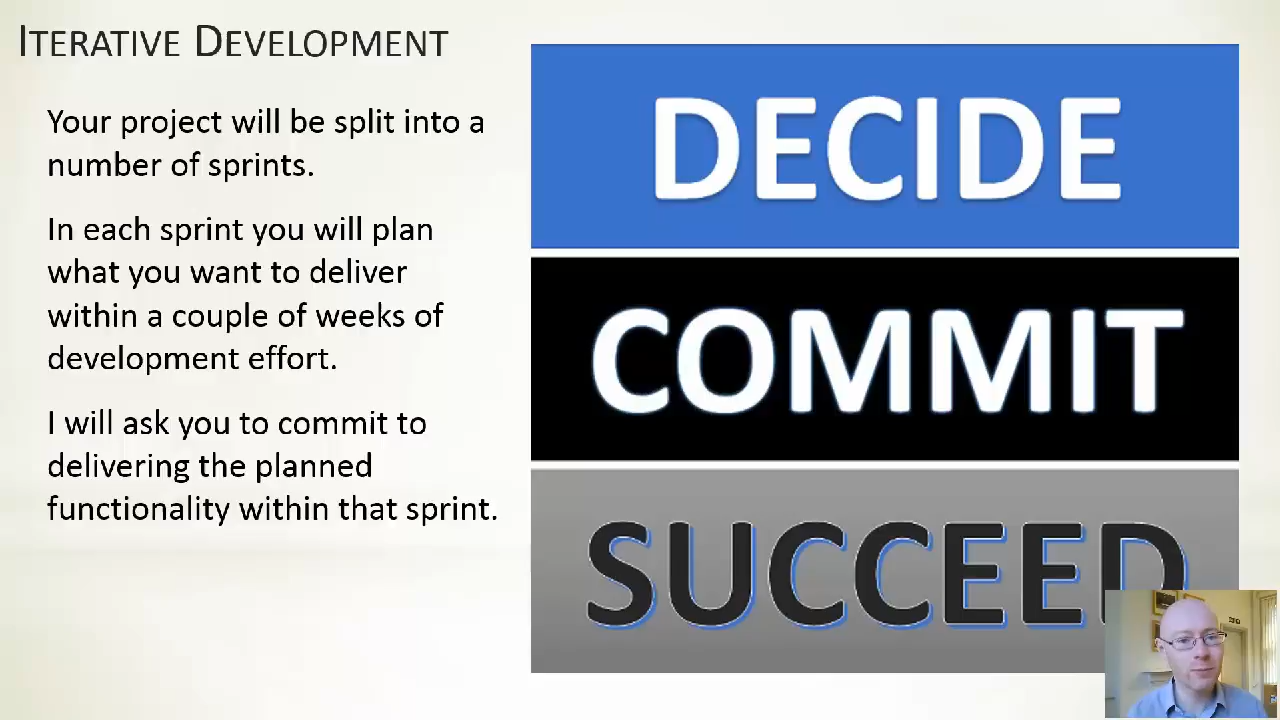 ITERATIVE DEVELOPMENT
Your project will be split into a
number of sprints.
In each sprint you will plan
what you want to deliver
within a couple of weeks of
development effort.
I will ask you to commit to
delivering the planned
functionality within that sprint.
DECIDE
COMMIT
SUCCEED